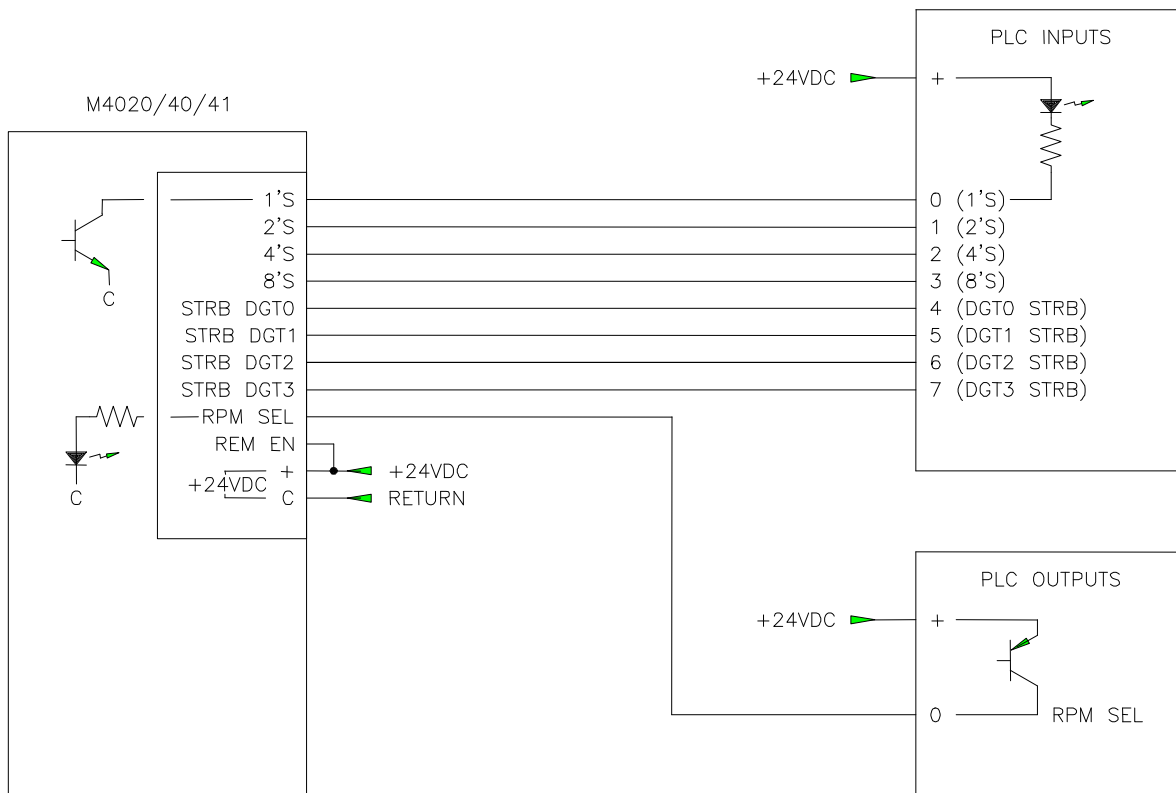 PLC INPUTS
+24VDC
+
M4020/40/41
1'S
0 (1'S)
2'S
1 (2'S)
4'S
2 (4'S)
8'S
3 (8'S)
C
STRB DGT0
4 (DGT0 STRB)
STRB DGT1
5 (DGT1 STRB)
STRB DGT2
6 (DGT2 STRB)
STRB DGT3
7 (DGT3 STRB)
RPM SEL
REM EN
+
+24VDC
+24VDC
C
C
RETURN
PLC OUTPUTS
+24VDC
+
0
RPM SEL